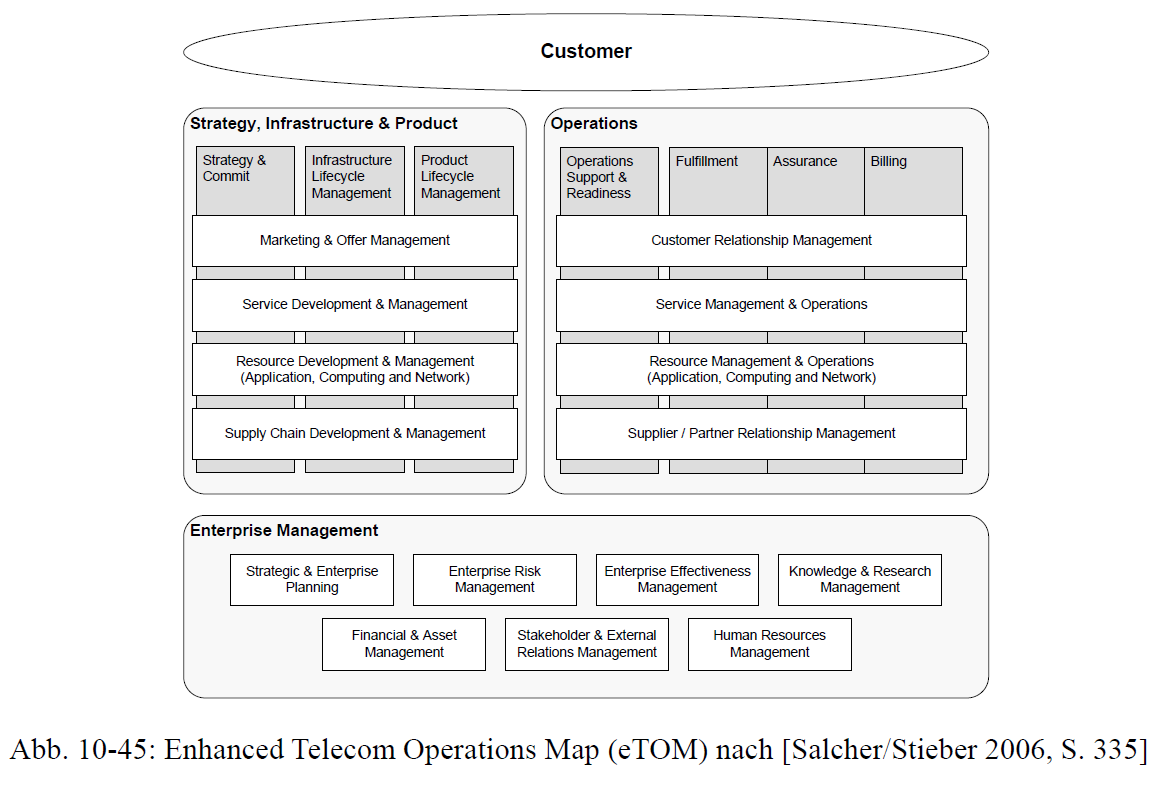 Customer
Strategy, Infrastructure & Product
Strategy &
Commit
Infrastructure
Lifecycle
Management
Product
Lifecycle
Management
Marketing & Offer Management
Service Development & Management
Resource Development & Management
(Application, Computing and Network)
Supply Chain Development & Management
Operations
Operations
Support &
Readiness
Fulfillment
Assurance
Billing
Customer Relationship Management
Service Management & Operations
Resource Management & Operations
(Application, Computing and Network)
Supplier / Partner Relationship Management
Enterprise Management
Strategic & Enterprise
Planning
Enterprise Risk
Management
Enterprise Effectiveness
Management
Knowledge & Research
Management
Financial & Asset
Management
Stakeholder & External
Relations Management
Human Resources
Management
Abb. 10-45: Enhanced Telecom Operations Map (eTOM) nach [Salcher/Stieber 2006, S. 335]